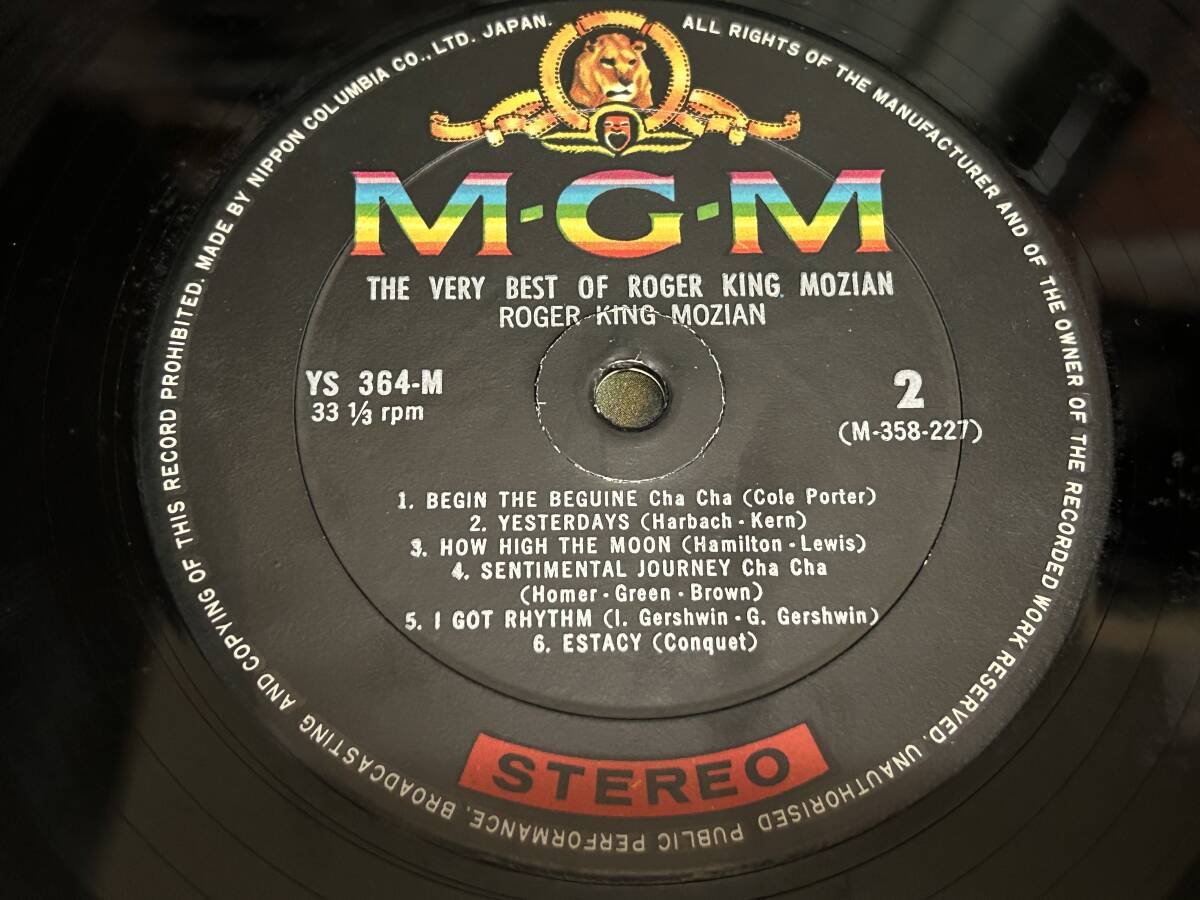 ALL RIGHTS OF THE MANUFACTURER AND OF THE OWNER OF THE RECORDED WORK RESERVED. UNAUTHORISED PUBLIC PERFORMANCE. BROADCASTING AND COPYING OF THIS RECORD PROHIBITED. MADE BY NIPPON COLUMBIA CO., LTD. JAPAN.
M-G-M
THE VERY BEST OF ROGER KING MOZIAN
ROGER KING MOZIAN
YS 364-M
33 1/3 rpm
2
(M-358-227)
1. BEGIN THE BEGUINE Cha Cha (Cole Porter)
2. YESTERDAYS (Harbach - Kern)
3. HOW HIGH THE MOON (Hamilton - Lewis)
4. SENTIMENTAL JOURNEY Cha Cha
(Homer - Green - Brown)
5. I GOT RHYTHM (I. Gershwin - G. Gershwin)
6. ESTACY (Conquet)
STEREO